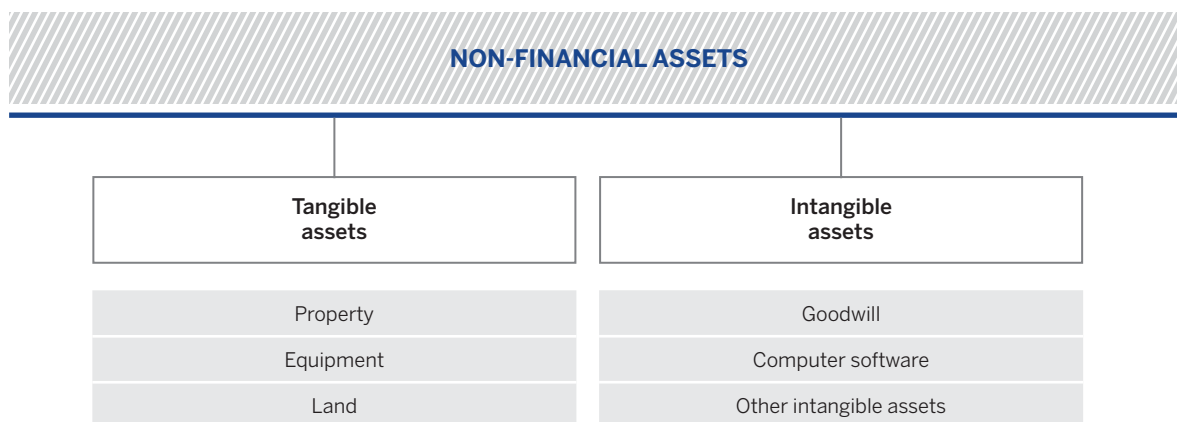 NON-FINANCIAL ASSETS
Tangible
assets
Intangible
assets
Property
Goodwill
Equipment
Computer software
Land
Other intangible assets